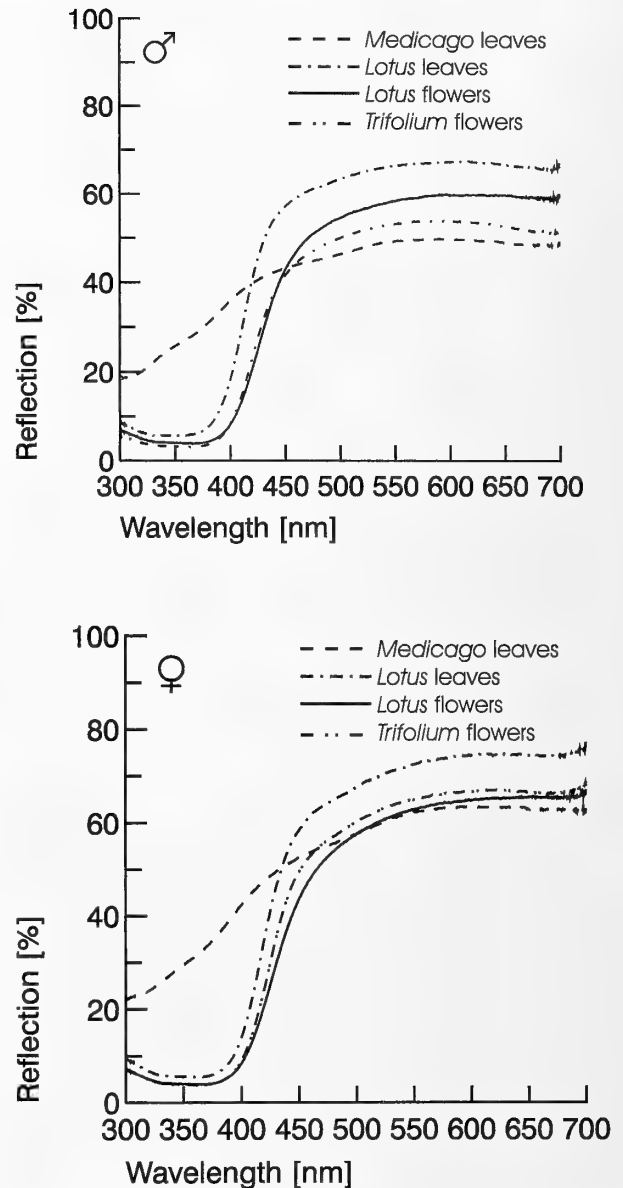 100
80
60
40
20
0
Reflection [%]
♂
Medicago leaves
Lotus leaves
Lotus flowers
Trifolium flowers
300 350 400 450 500 550 600 650 700
Wavelength [nm]
100
80
60
40
20
0
Reflection [%]
♀
Medicago leaves
Lotus leaves
Lotus flowers
Trifolium flowers
300 350 400 450 500 550 600 650 700
Wavelength [nm]